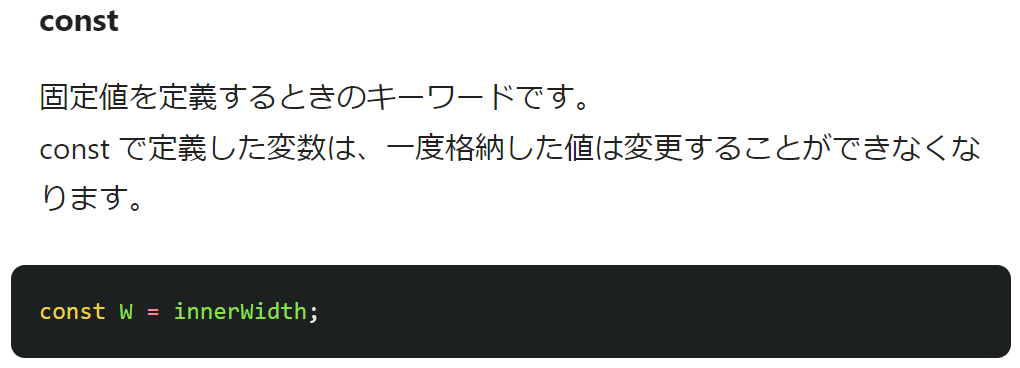 const
固定値を定義するときのキーワードです。
const で定義した変数は、一度格納した値は変更することができなくな
ります。
const W = innerWidth;